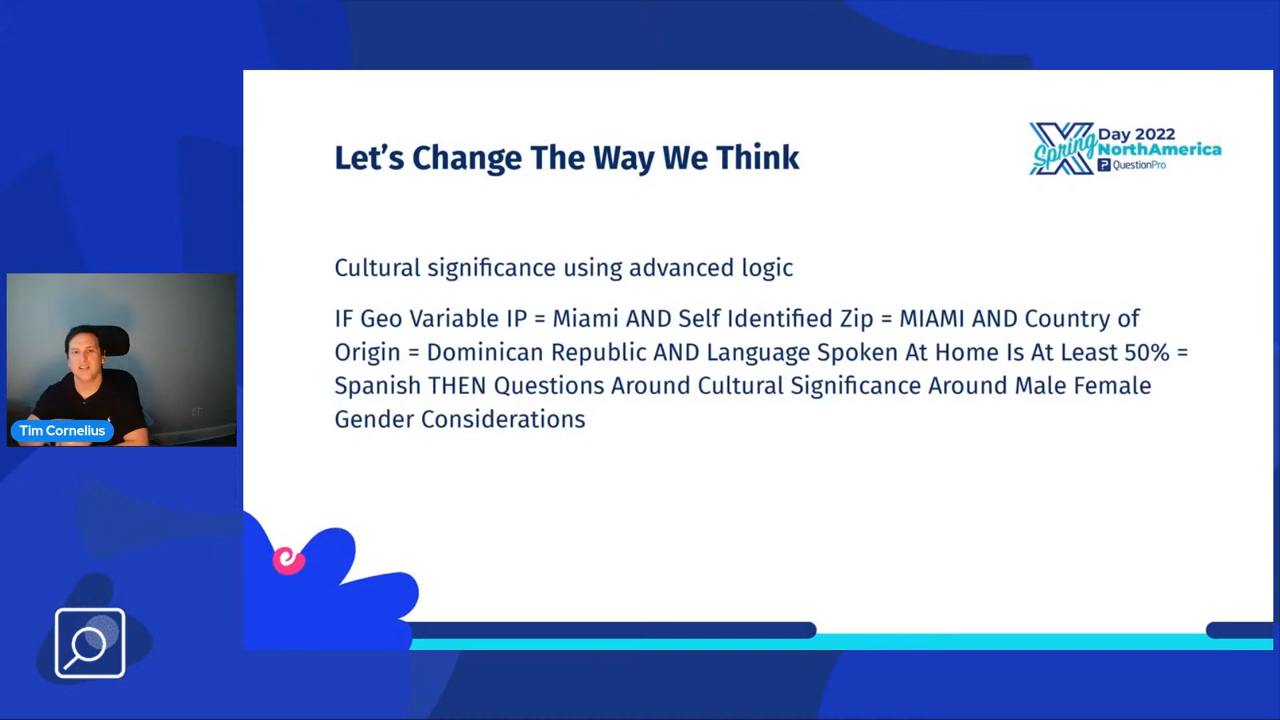 Let's Change The Way We Think
Day 2022
Spring
NorthAmerica
QuestionPro
Cultural significance using advanced logic
IF Geo Variable IP = Miami AND Self Identified Zip = MIAMI AND Country of
Origin = Dominican Republic AND Language Spoken At Home Is At Least 50% =
Spanish THEN Questions Around Cultural Significance Around Male Female
Gender Considerations
Tim Cornelius